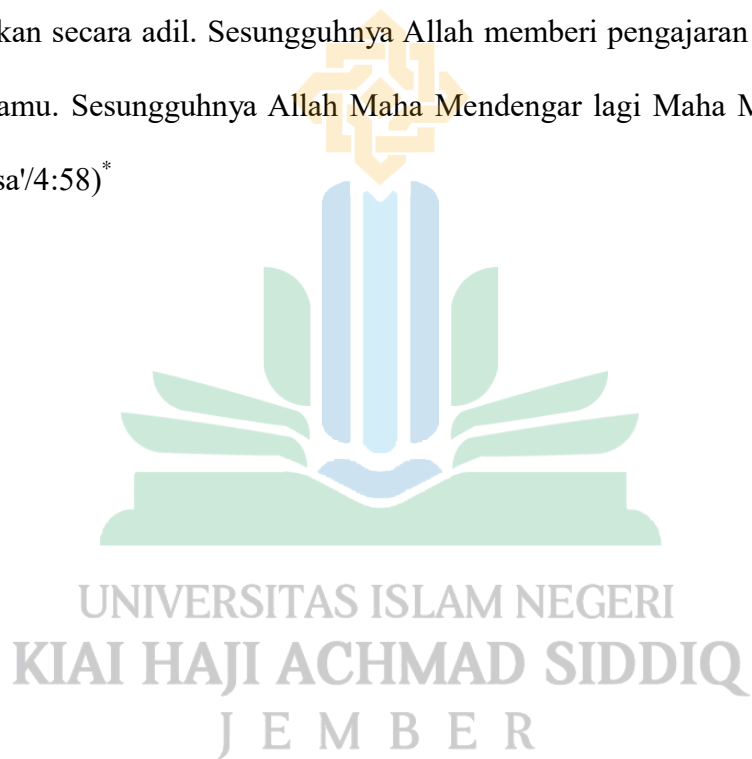 kan secara adil. Sesungguhnya Allah memberi pengajaran
amu. Sesungguhnya Allah Maha Mendengar lagi Maha M
sa'/4:58)*
UNIVERSITAS ISLAM NEGERI
KIAI HAJI ACHMAD SIDDIQ
JEMBER